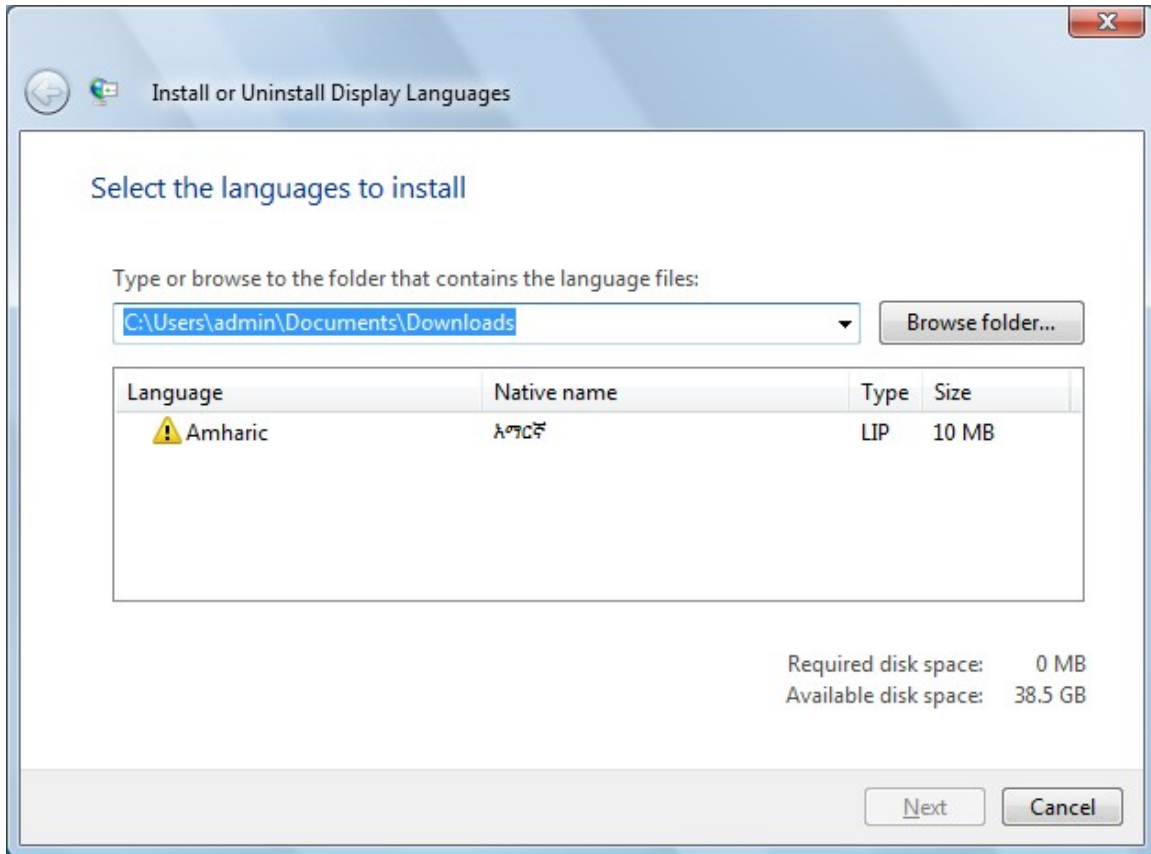 Install or Uninstall Display Languages
Select the languages to install
Type or browse to the folder that contains the language files:
C:\Users\admin\Documents\Downloads Browse folder...
Language Native name Type Size
Amharic አማርኛ LIP 10 MB
Required disk space: 0 MB
Available disk space: 38.5 GB
Next Cancel